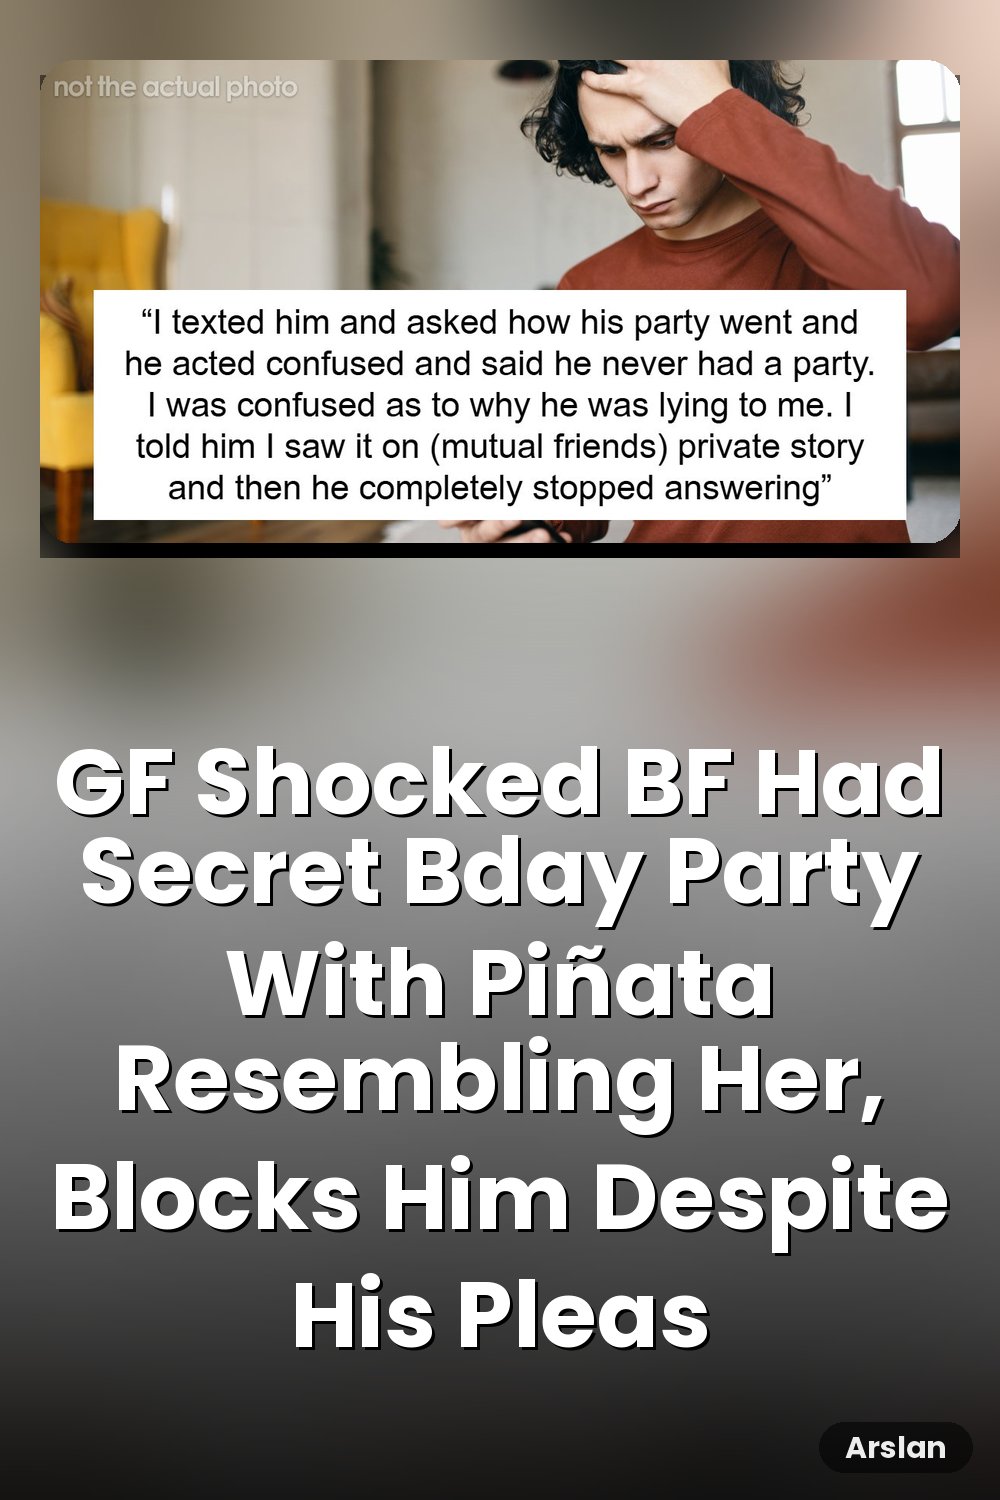 not the actual photo
“I texted him and asked how his party went and
he acted confused and said he never had a party.
I was confused as to why he was lying to me. I
told him I saw it on (mutual friends) private story
and then he completely stopped answering”
GF Shocked BF Had
Secret Bday Party
With Piñata
Resembling Her,
Blocks Him Despite
His Pleas
Arslan